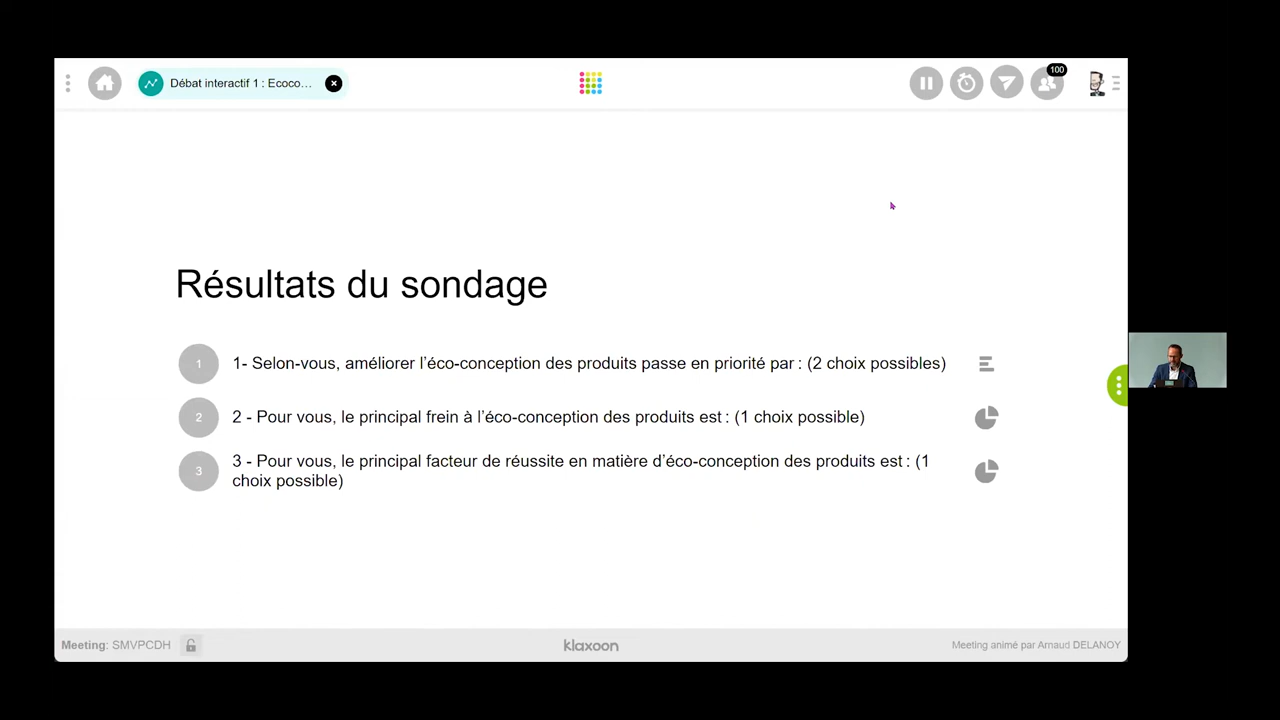 Débat interactif 1 : Ecoco...
100
Résultats du sondage
1
1- Selon-vous, améliorer l’éco-conception des produits passe en priorité par : (2 choix possibles)
2
2 - Pour vous, le principal frein à l’éco-conception des produits est : (1 choix possible)
3
3 - Pour vous, le principal facteur de réussite en matière d’éco-conception des produits est : (1
choix possible)
Meeting: SMVPCDH
klaxoon
Meeting animé par Arnaud DELANOY